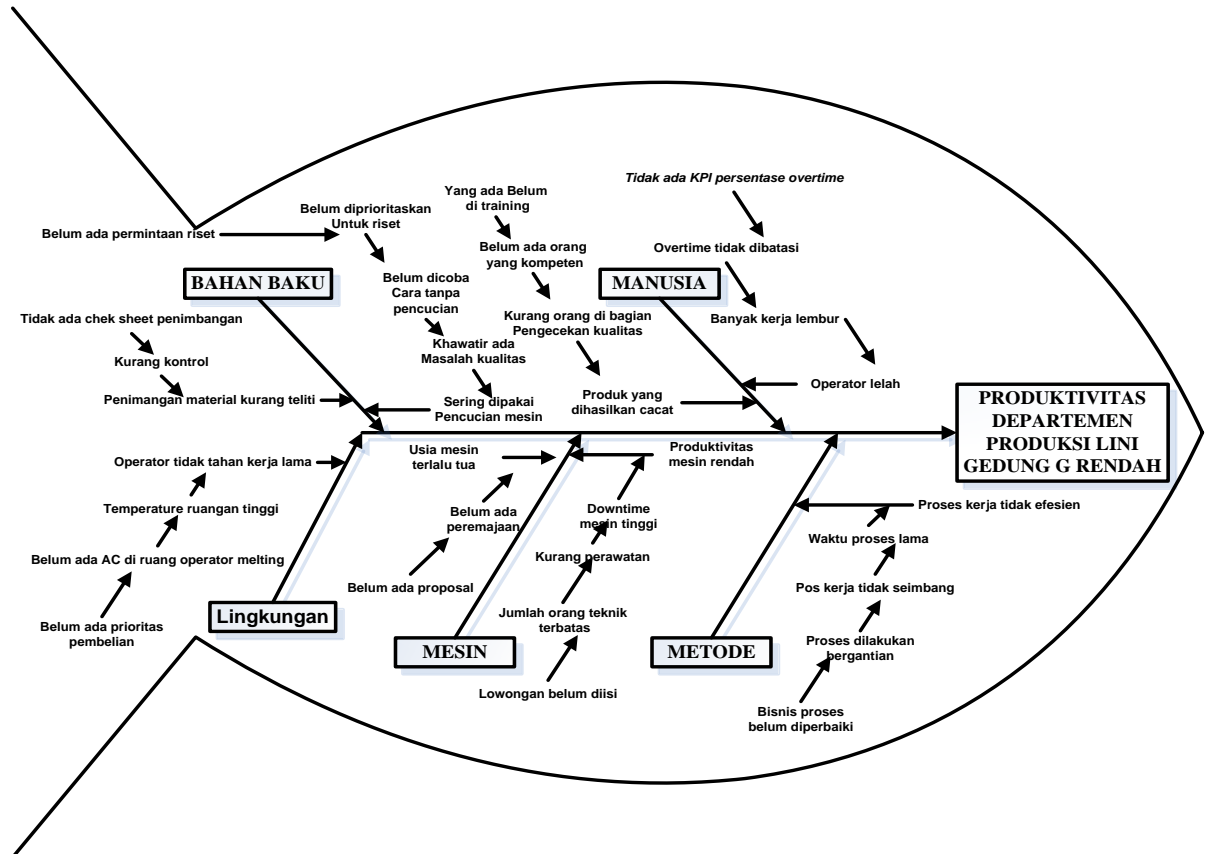 Tidak ada KPI persentase overtime
Yang ada Belum
di training
Belum diprioritaskan
Untuk riset
Belum ada permintaan riset
Belum ada orang
yang kompeten
Overtime tidak dibatasi
BAHAN BAKU
Belum dicoba
Cara tanpa
pencucian
MANUSIA
Tidak ada chek sheet penimbangan
Kurang orang di bagian
Pengecekan kualitas
Banyak kerja lembur
Kurang kontrol
Khawatir ada
Masalah kualitas
Operator lelah
Penimangan material kurang teliti
Sering dipakai
Pencucian mesin
Produk yang
dihasilkan cacat
PRODUKTIVITAS
DEPARTEMEN
PRODUKSI LINI
GEDUNG G RENDAH
Operator tidak tahan kerja lama
Usia mesin
terlalu tua
Produktivitas
mesin rendah
Temperature ruangan tinggi
Belum ada
peremajaan
Downtime
mesin tinggi
Proses kerja tidak efesien
Waktu proses lama
Belum ada AC di ruang operator melting
Kurang perawatan
Belum ada proposal
Pos kerja tidak seimbang
Lingkungan
Jumlah orang teknik
terbatas
Belum ada prioritas
pembelian
MESIN
METODE
Proses dilakukan
bergantian
Lowongan belum diisi
Bisnis proses
belum diperbaiki